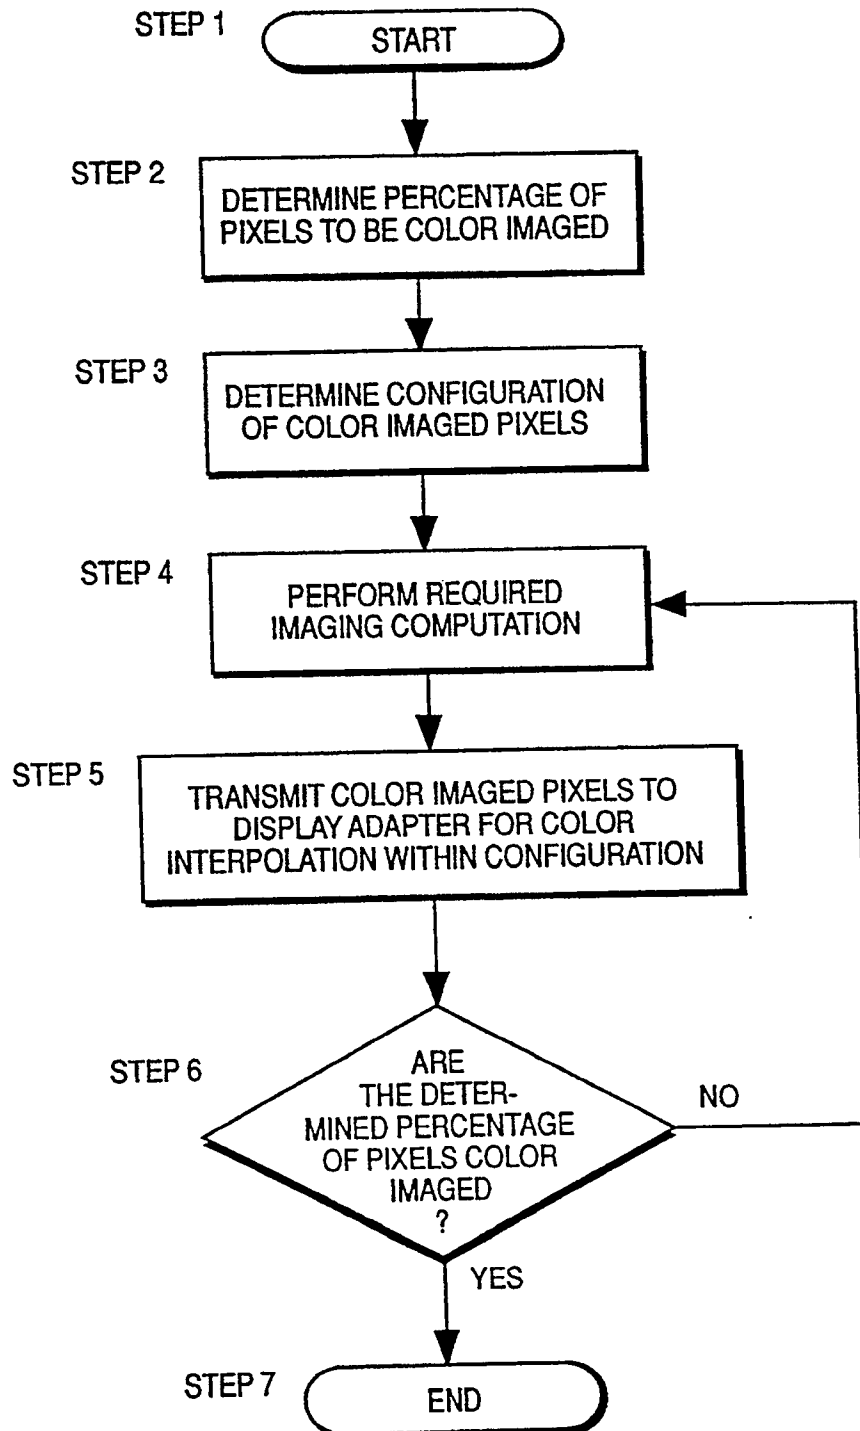 STEP 1
START
STEP 2
DETERMINE PERCENTAGE OF
PIXELS TO BE COLOR IMAGED
STEP 3
DETERMINE CONFIGURATION
OF COLOR IMAGED PIXELS
STEP 4
PERFORM REQUIRED
IMAGING COMPUTATION
STEP 5
TRANSMIT COLOR IMAGED PIXELS TO
DISPLAY ADAPTER FOR COLOR
INTERPOLATION WITHIN CONFIGURATION
STEP 6
ARE
THE DETER-
MINED PERCENTAGE
OF PIXELS COLOR
IMAGED
?
NO
YES
STEP 7
END